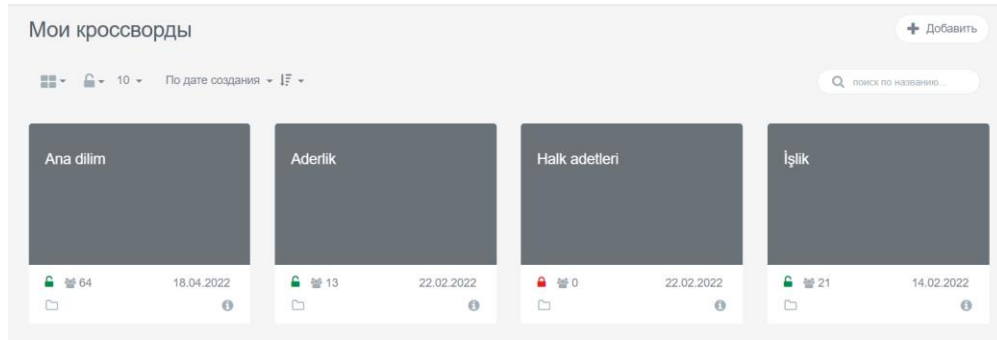 Мои кроссворды
Добавить
10 По дате создания
поиск по названию...
Ana dilim
Aderlik
Halk adetleri
İşlik
64 18.04.2022
13 22.02.2022
0 22.02.2022
21 14.02.2022